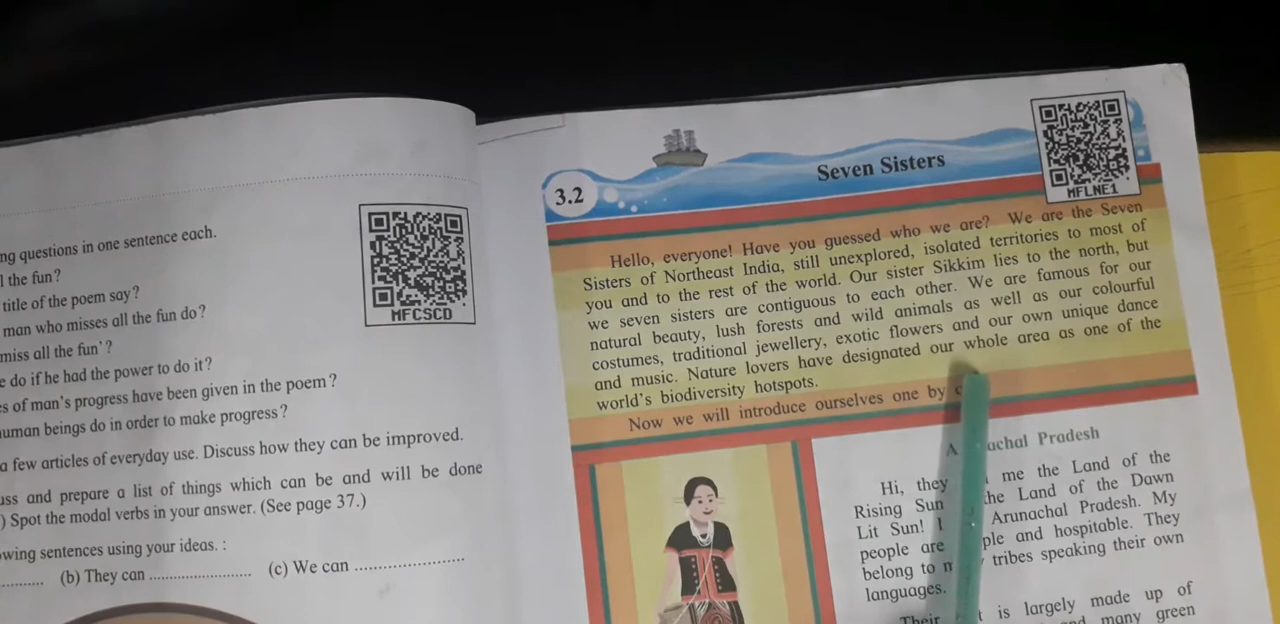 ng questions in one sentence each.
the fun?
title of the poem say?
man who misses all the fun do?
miss all the fun'?
do if he had the power to do it?
of man's progress have been given in the poem?
uman beings do in order to make progress?
a few articles of everyday use. Discuss how they can be improved.
uss and prepare a list of things which can be and will be done
) Spot the modal verbs in your answer. (See page 37.)
wing sentences using your ideas. :
(b) They can (c) We can
MFCSCD
3.2
Seven Sisters
MFLNE1
Hello, everyone! Have you guessed who we are? We are the Seven
Sisters of Northeast India, still unexplored, isolated territories to most of
you and to the rest of the world. Our sister Sikkim lies to the north, but
we seven sisters are contiguous to each other. We are famous for our
natural beauty, lush forests and wild animals as well as our colourful
costumes, traditional jewellery, exotic flowers and our own unique dance
and music. Nature lovers have designated our whole area as one of the
world's biodiversity hotspots.
Now we will introduce ourselves one by
achal Pradesh
Hi, they me the Land of the
Rising Sun the Land of the Dawn
Lit Sun! I Arunachal Pradesh. My
people are ple and hospitable. They
belong to tribes speaking their own
languages.
Their is largely made up of
and many green